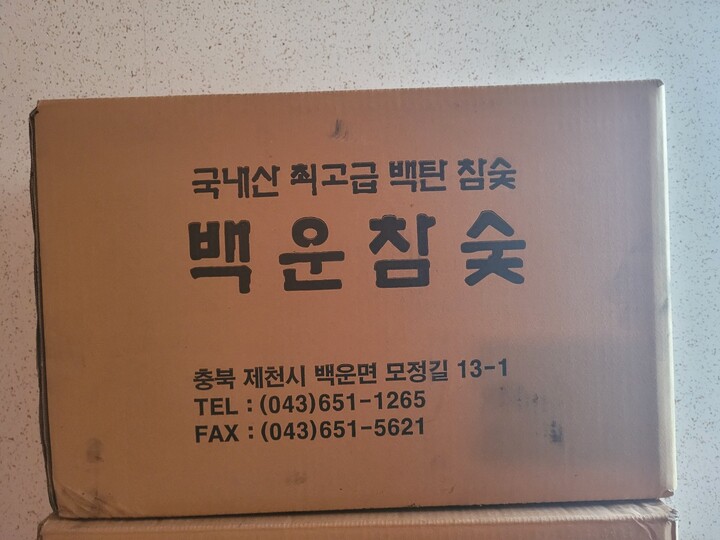 국내산 최고급 백탄 참숯
백운참숯
충북 제천시 백운면 모정길 13-1
TEL : (043)651-1265
FAX : (043)651-5621